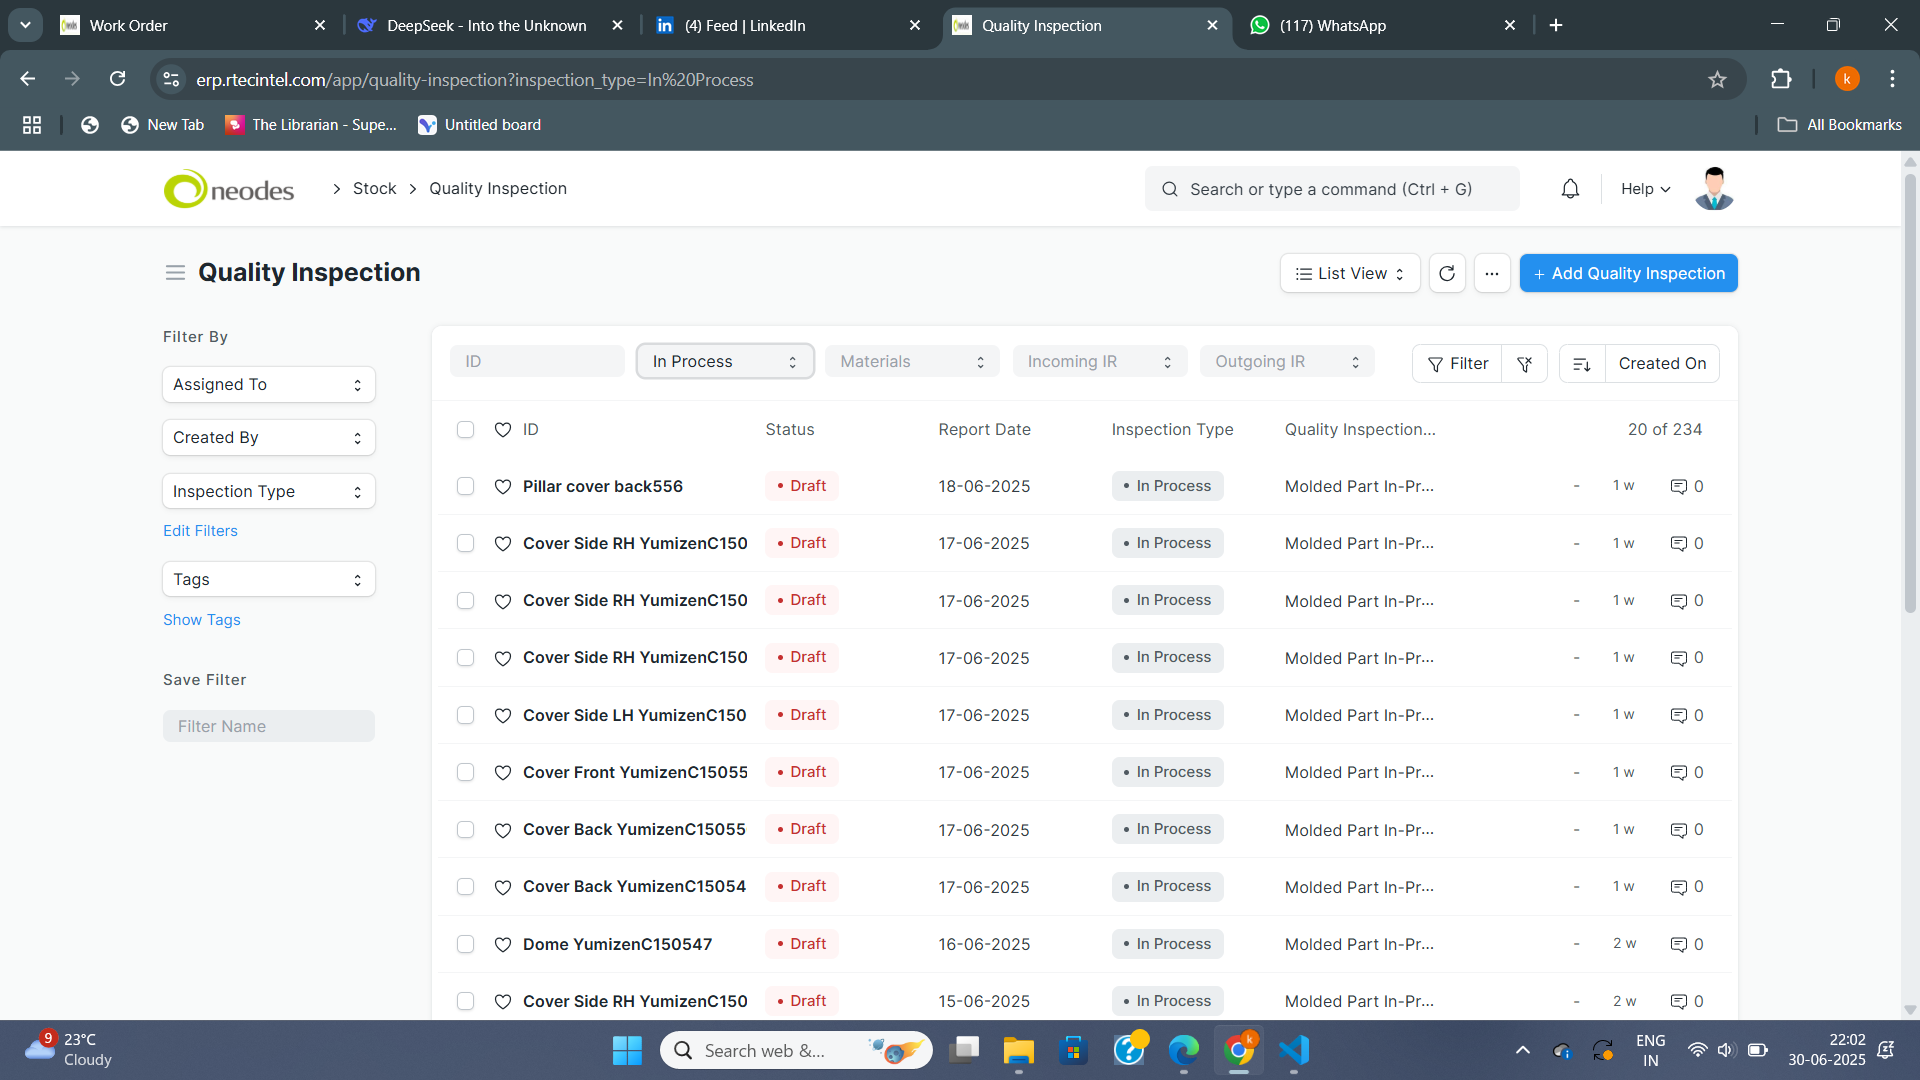 Work Order
DeepSeek - Into the Unknown
(4) Feed | LinkedIn
Quality Inspection
(117) WhatsApp
erp.rtecintel.com/app/quality-inspection?inspection_type=In%20Process
k
New Tab
The Librarian - Supe...
Untitled board
All Bookmarks
neodes
Stock
Quality Inspection
Search or type a command (Ctrl + G)
Help
Quality Inspection
List View
+ Add Quality Inspection
Filter By
Assigned To
Created By
Inspection Type
Edit Filters
Tags
Show Tags
Save Filter
Filter Name
ID
In Process
Materials
Incoming IR
Outgoing IR
Filter
Created On
ID Status Report Date Inspection Type Quality Inspection... 20 of 234
Pillar cover back556 • Draft 18-06-2025 • In Process Molded Part In-Pr... - 1 w 0
Cover Side RH YumizenC150 • Draft 17-06-2025 • In Process Molded Part In-Pr... - 1 w 0
Cover Side RH YumizenC150 • Draft 17-06-2025 • In Process Molded Part In-Pr... - 1 w 0
Cover Side RH YumizenC150 • Draft 17-06-2025 • In Process Molded Part In-Pr... - 1 w 0
Cover Side LH YumizenC150 • Draft 17-06-2025 • In Process Molded Part In-Pr... - 1 w 0
Cover Front YumizenC15055 • Draft 17-06-2025 • In Process Molded Part In-Pr... - 1 w 0
Cover Back YumizenC15055 • Draft 17-06-2025 • In Process Molded Part In-Pr... - 1 w 0
Cover Back YumizenC15054 • Draft 17-06-2025 • In Process Molded Part In-Pr... - 1 w 0
Dome YumizenC150547 • Draft 16-06-2025 • In Process Molded Part In-Pr... - 2 w 0
Cover Side RH YumizenC150 • Draft 15-06-2025 • In Process Molded Part In-Pr... - 2 w 0
9
23°C
Cloudy
Search web &...
k
ENG
IN
22:02
30-06-2025